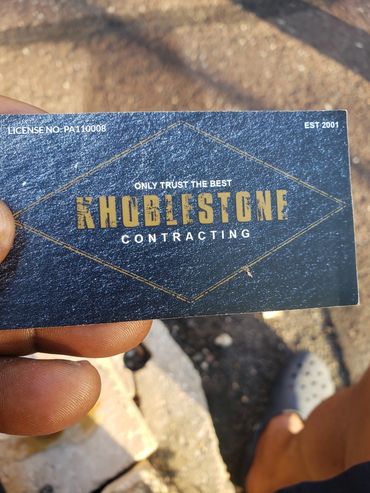 LICENSE NO: PA110008
EST 2001
ONLY TRUST THE BEST
KHOBLESTONE
CONTRACTING